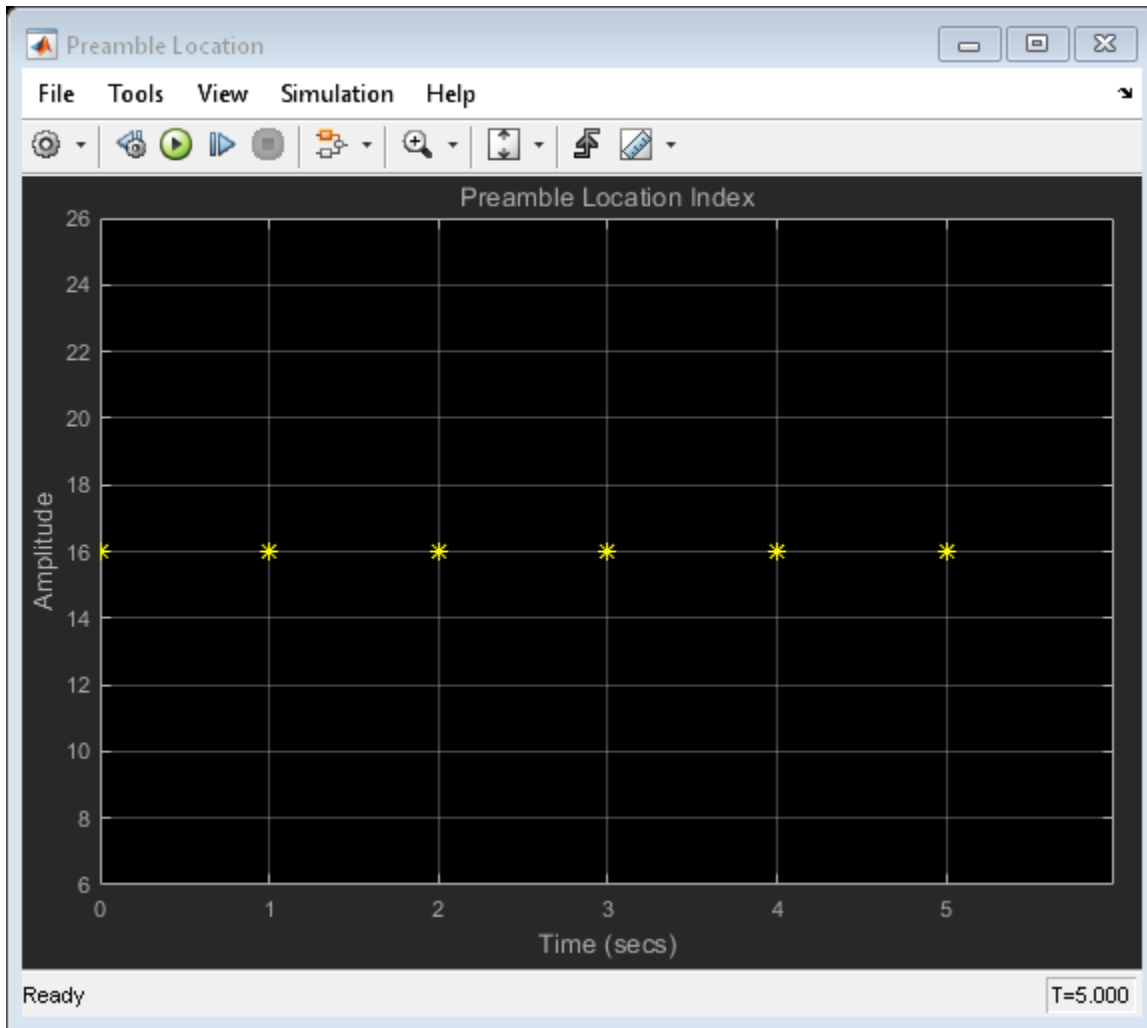 Preamble Location
File Tools View Simulation Help
Preamble Location Index
26
24
22
20
18
16
14
12
10
8
6
Amplitude
0 1 2 3 4 5
Time (secs)
Ready T=5.000